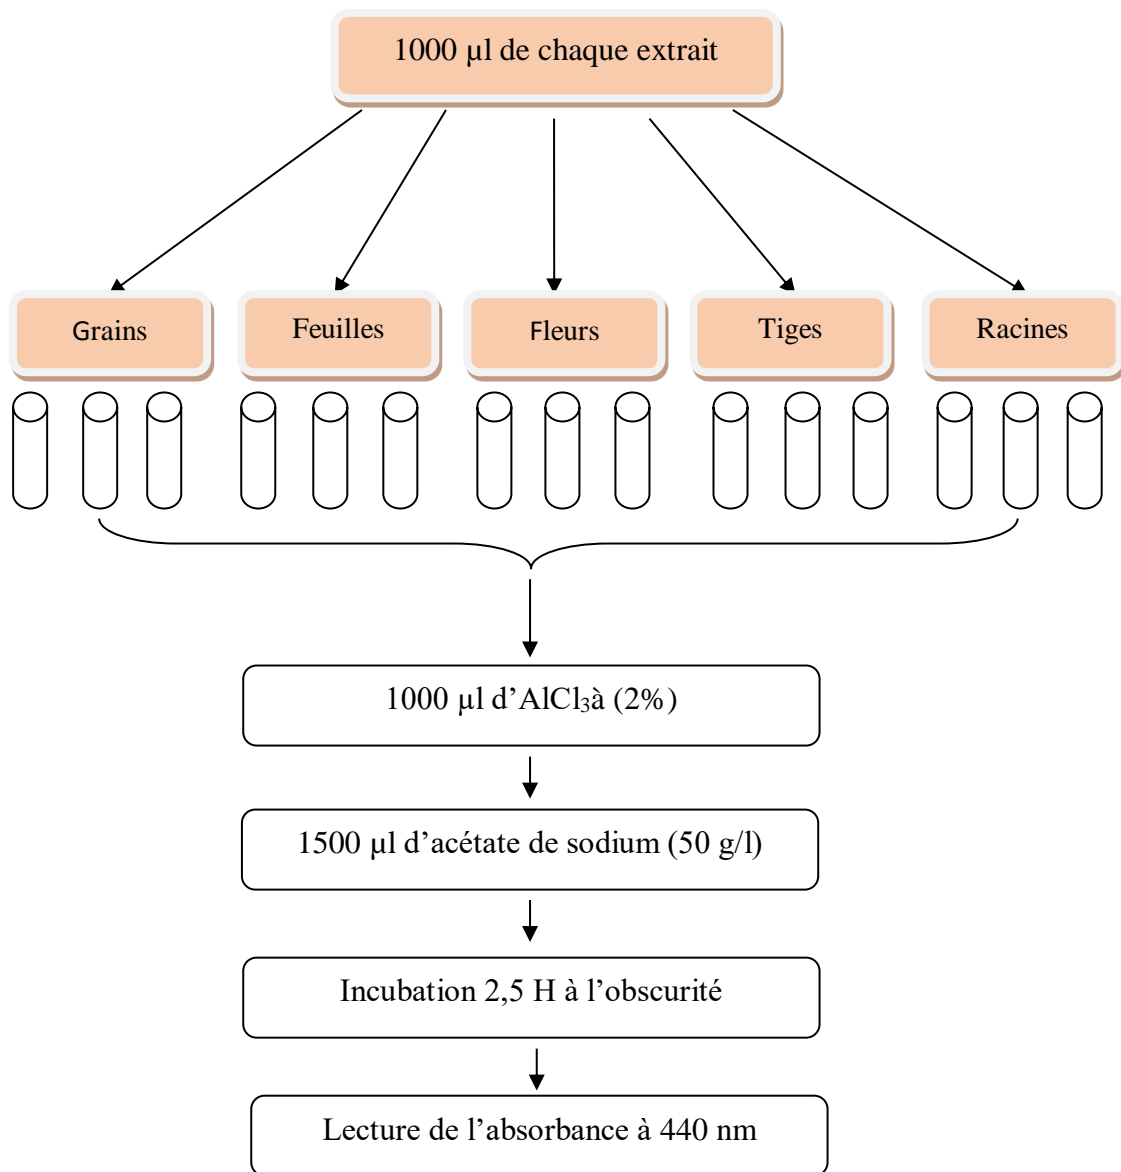 1000 µl de chaque extrait
Grains
Feuilles
Fleurs
Tiges
Racines
1000 µl d’AlCl₃à (2%)
1500 µl d’acétate de sodium (50 g/l)
Incubation 2,5 H à l’obscurité
Lecture de l’absorbance à 440 nm